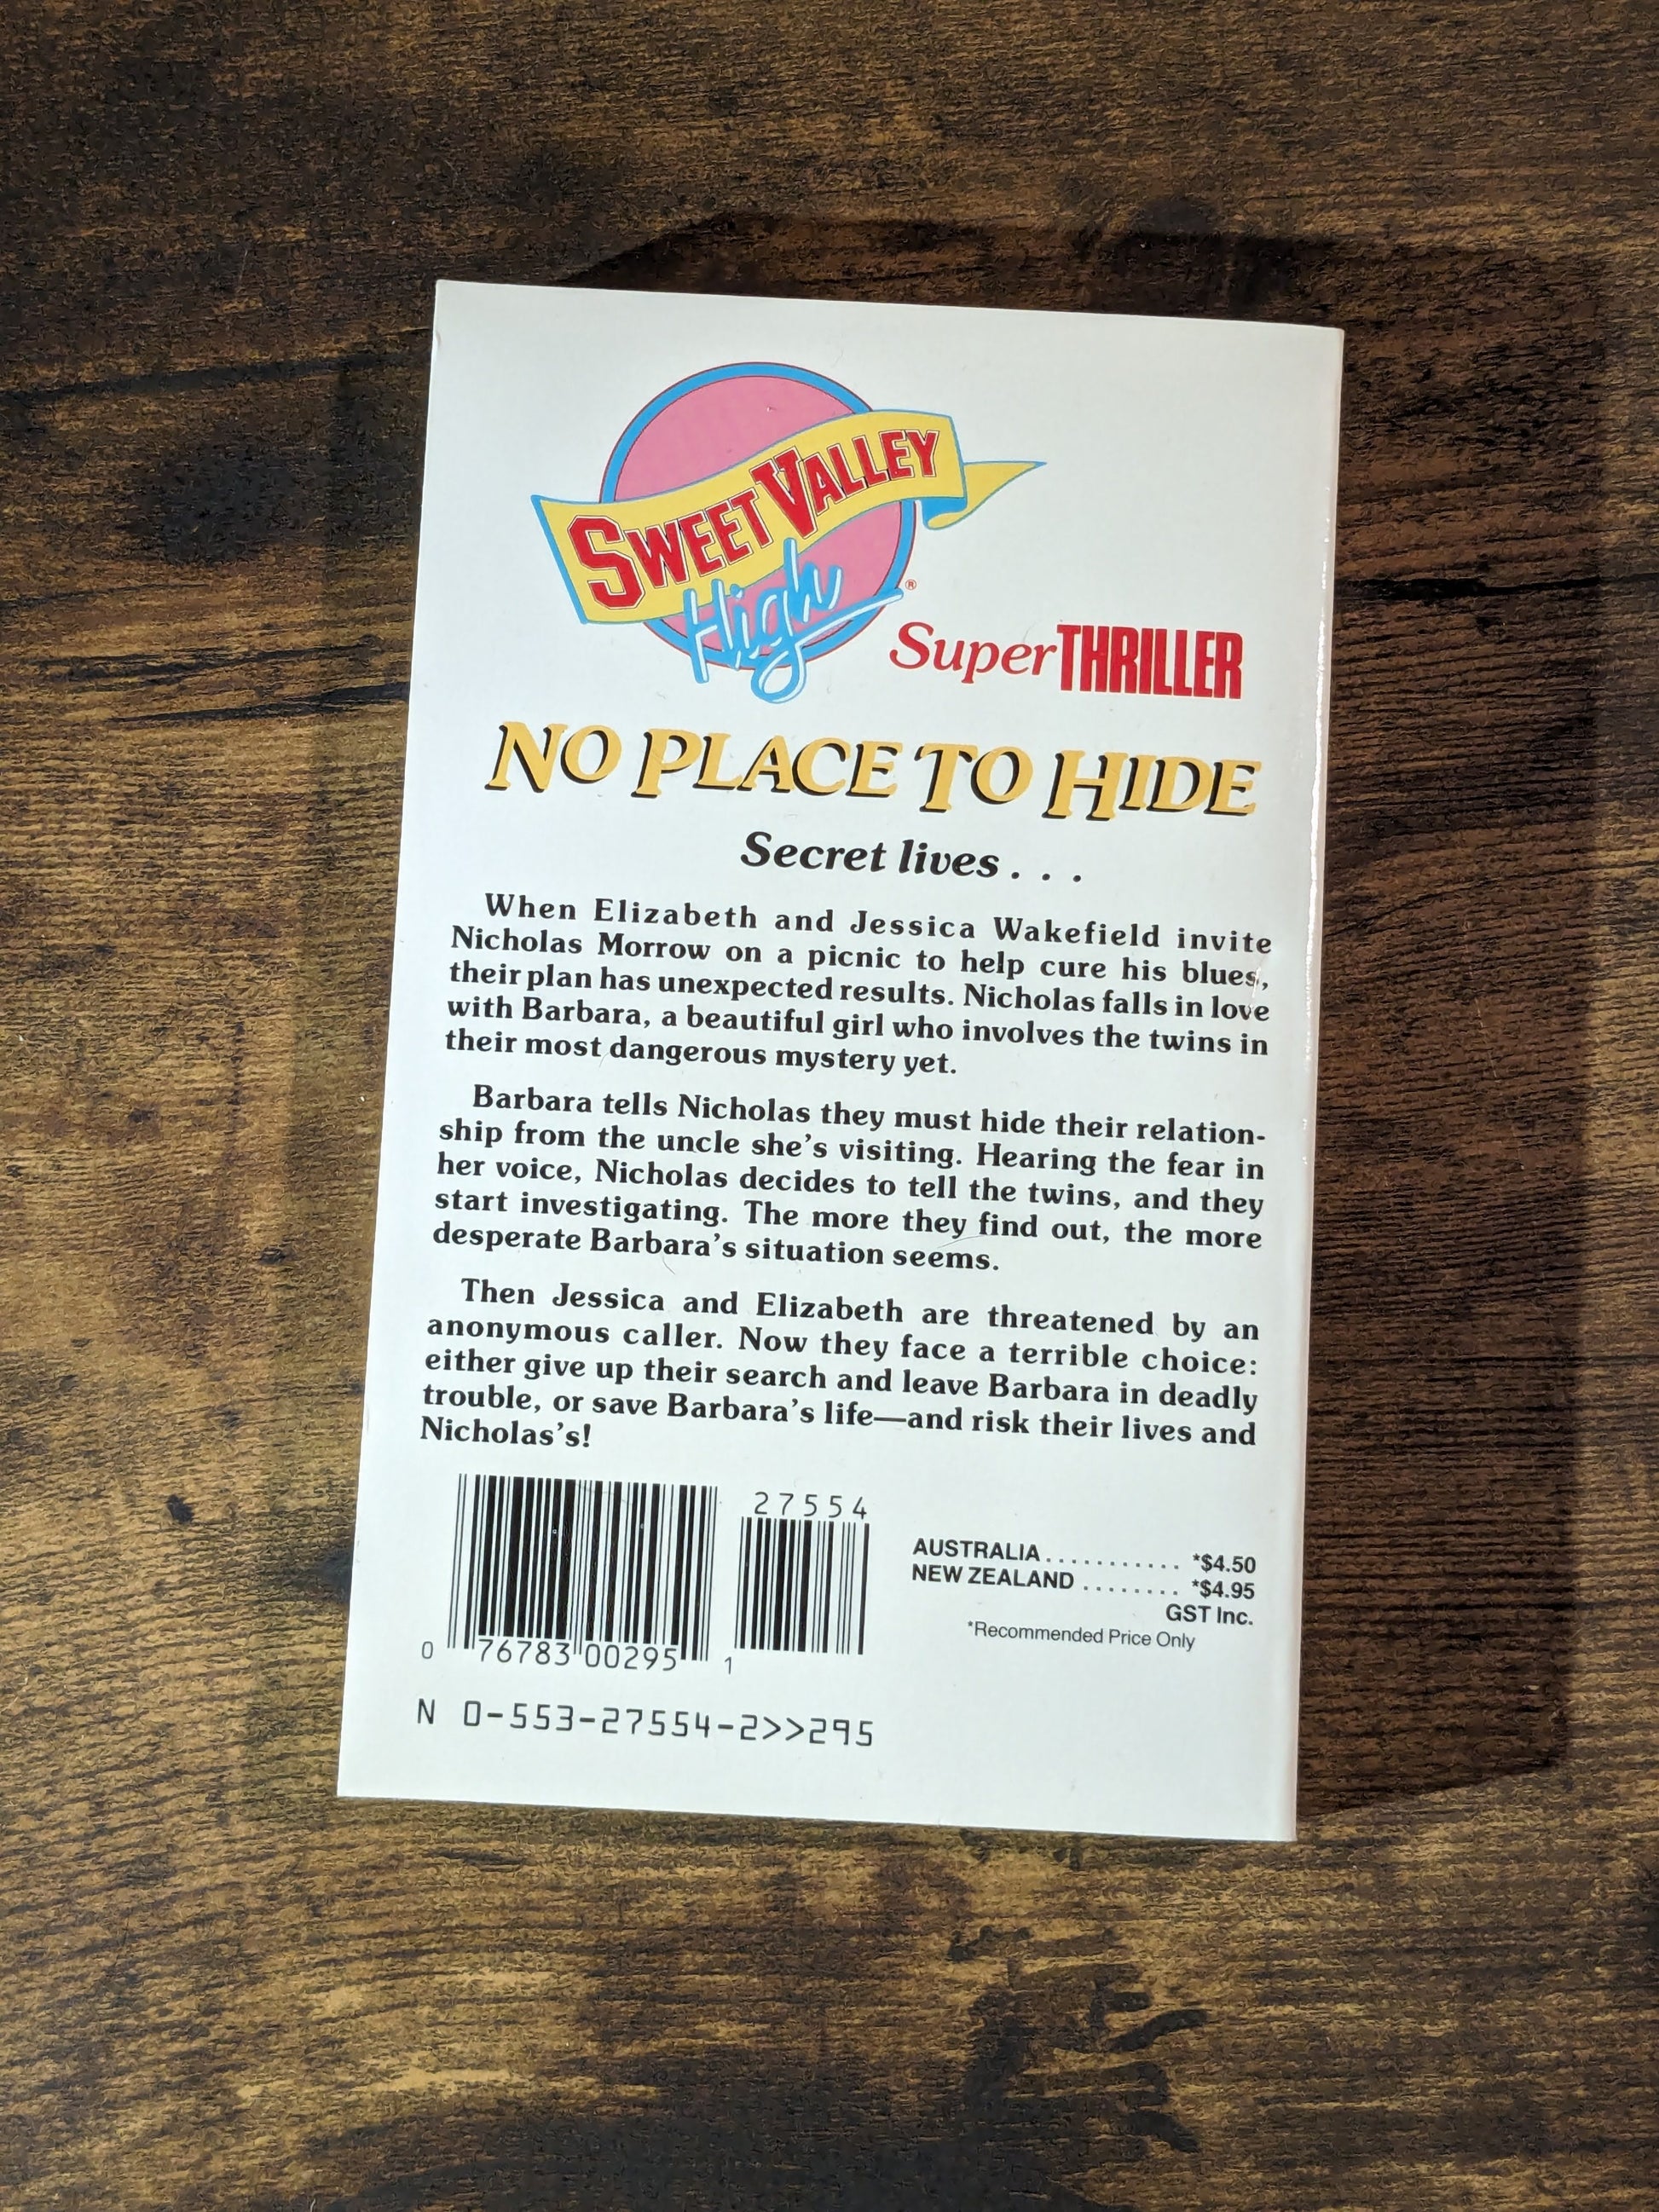 SWEET VALLEY
High®
Super THRILLER
NO PLACE TO HIDE
Secret lives . . .
When Elizabeth and Jessica Wakefield invite
Nicholas Morrow on a picnic to help cure his blues,
their plan has unexpected results. Nicholas falls in love
with Barbara, a beautiful girl who involves the twins in
their most dangerous mystery yet.
Barbara tells Nicholas they must hide their relation-
ship from the uncle she's visiting. Hearing the fear in
her voice, Nicholas decides to tell the twins, and they
start investigating. The more they find out, the more
desperate Barbara's situation seems.
Then Jessica and Elizabeth are threatened by an
anonymous caller. Now they face a terrible choice:
either give up their search and leave Barbara in deadly
trouble, or save Barbara's life—and risk their lives and
Nicholas's!
27554
0 76783 00295 1
N 0-553-27554-2>>295
AUSTRALIA . . . . . . . . . . . *$4.50
NEW ZEALAND . . . . . . . . *$4.95
GST Inc.
*Recommended Price Only